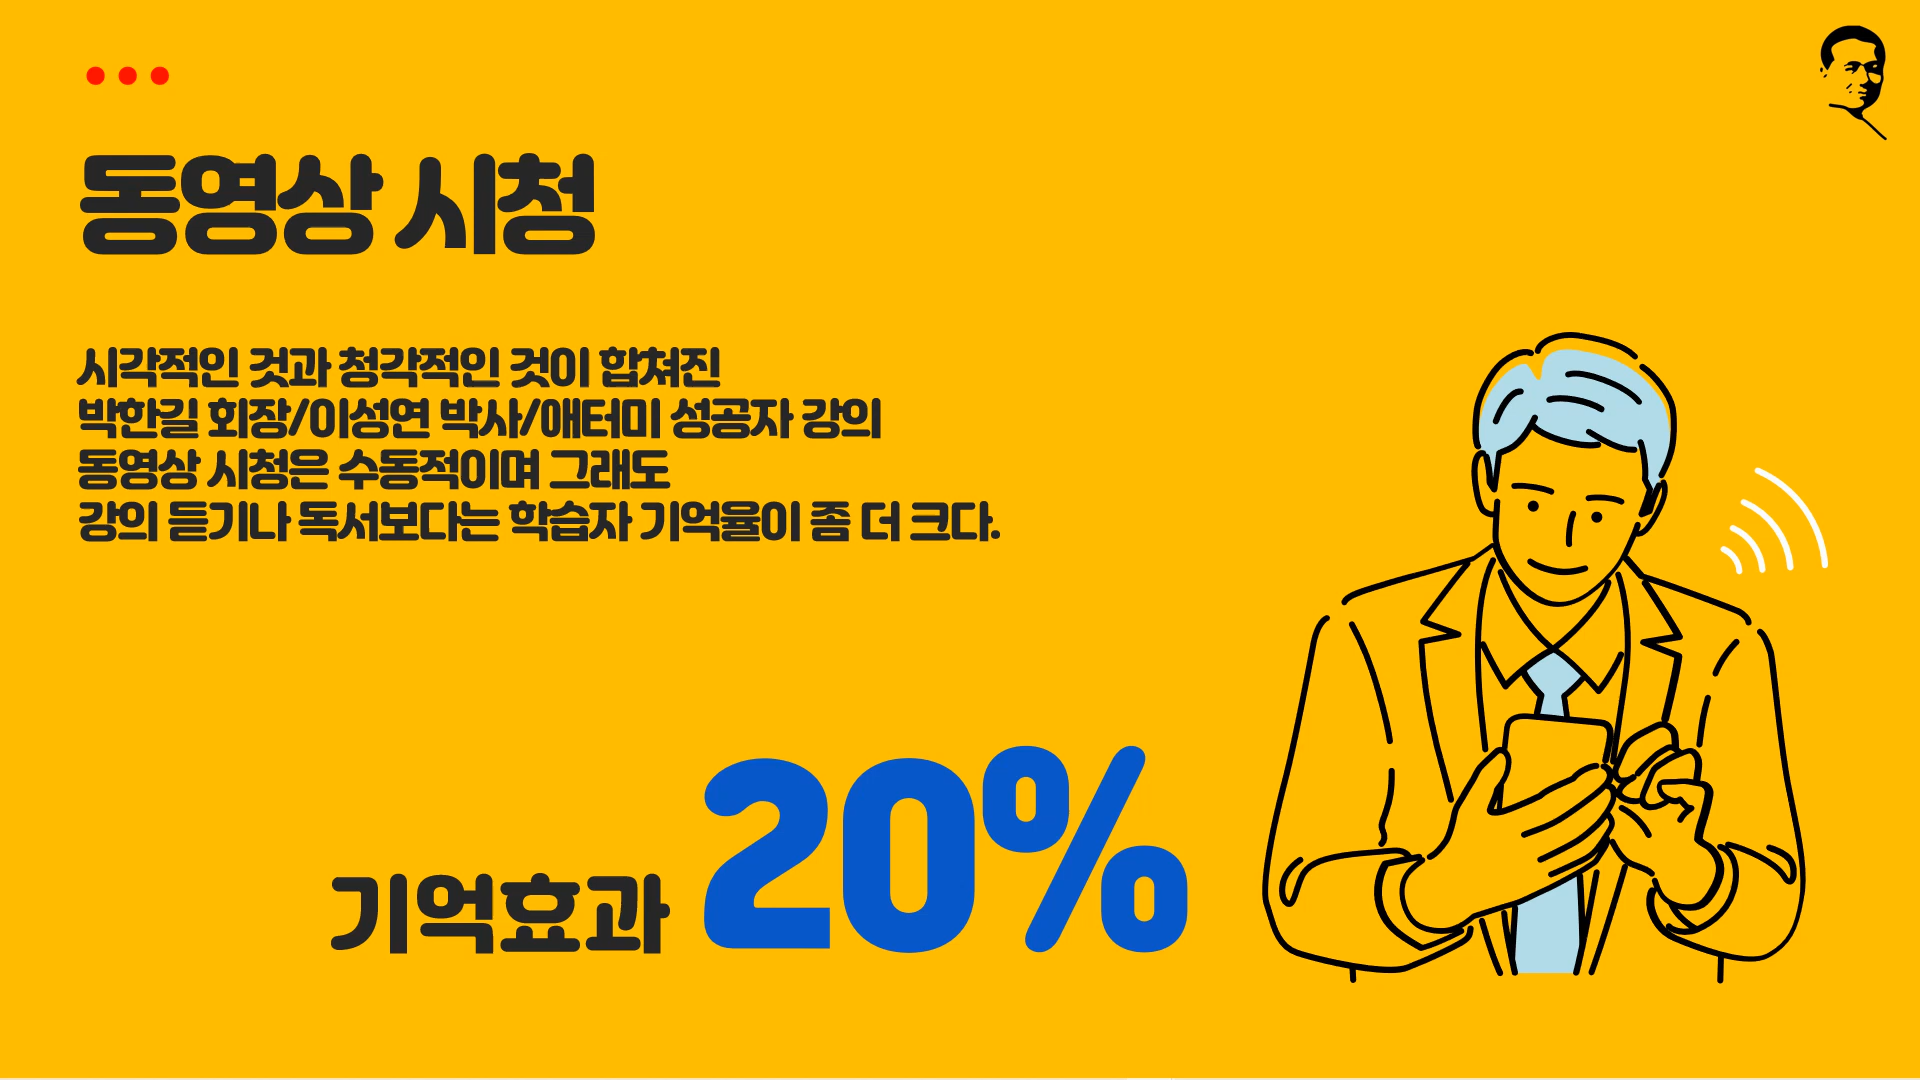 동영상 시청
시각적인 것과 청각적인 것이 합쳐진
박한길 회장/이성연 박사/애터미 성공자 강의
동영상 시청은 수동적이며 그래도
강의 듣기나 독서보다는 학습자 기억율이 좀 더 크다.
기억효과 20%